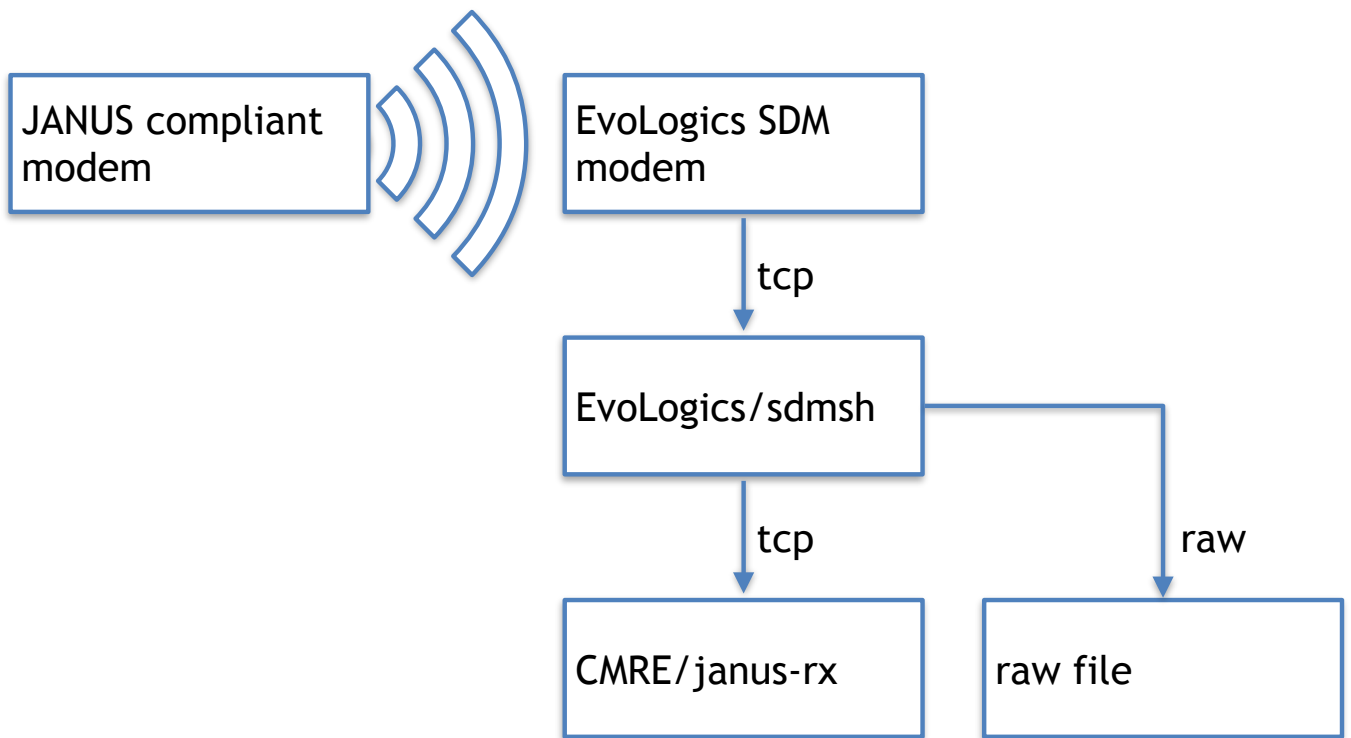 JANUS compliant
modem
EvoLogics SDM
modem
tcp
EvoLogics/sdmsh
tcp
raw
CMRE/janus-rx
raw file